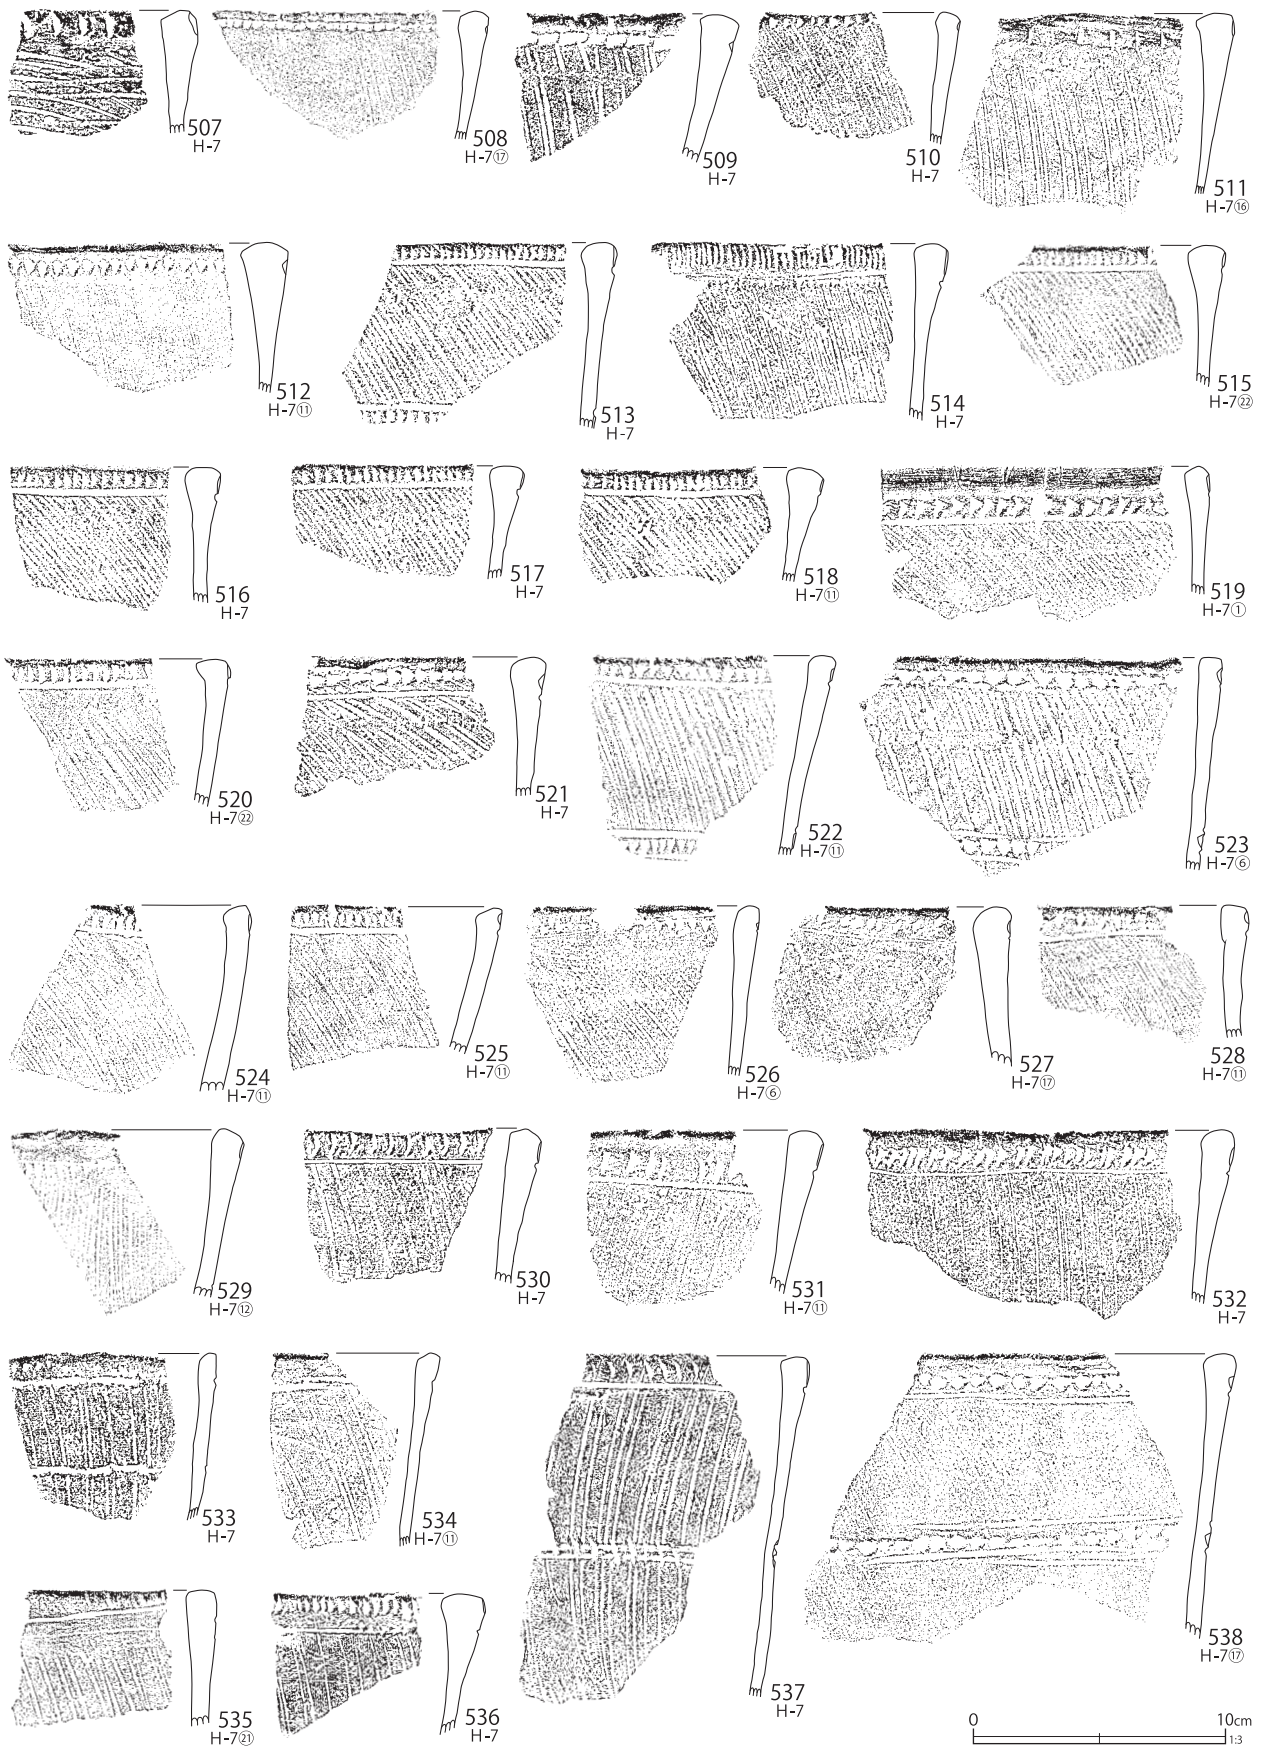 507
H-7
508
H-7⑰
509
H-7
510
H-7
511
H-7⑯
512
H-7⑪
513
H-7
514
H-7
515
H-7㉒
516
H-7
517
H-7
518
H-7⑪
519
H-7①
520
H-7㉒
521
H-7
522
H-7⑪
523
H-7⑥
524
H-7⑪
525
H-7⑪
526
H-7⑥
527
H-7⑰
528
H-7⑪
529
H-7⑫
530
H-7
531
H-7⑪
532
H-7
533
H-7
534
H-7⑪
535
H-7㉑
536
H-7
537
H-7
538
H-7⑰
0 10cm
1:3